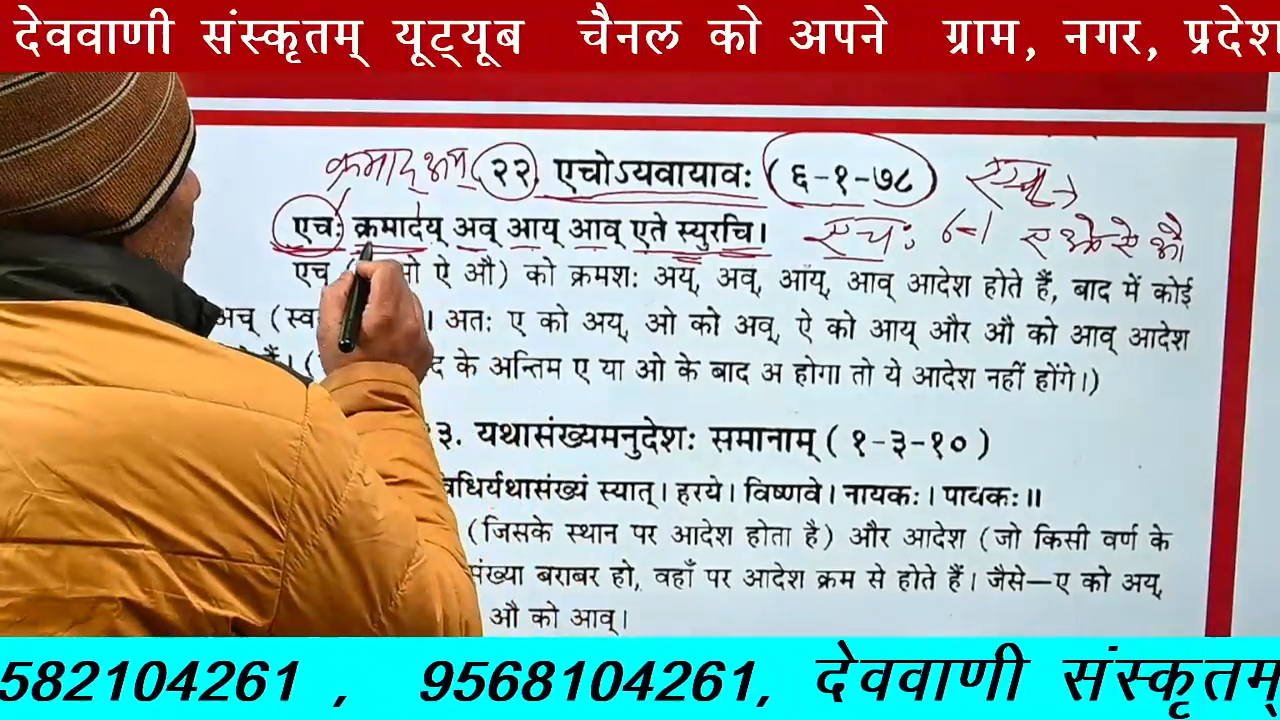 देववाणी संस्कृतम् यूट्यूब चैनल को अपने ग्राम, नगर, प्रदेश
क्रमाद् २२. एचोऽयवायावः (६-१-७८)
एचः क्रमादय् अव् आय् आव् एते स्युरचि। एचः ६-१ ए ओ ऐ औ
एच् ओ ऐ औ) को क्रमशः अय्, अव्, आय्, आव् आदेश होते हैं, बाद में कोई
अच् । अतः ए को अय्, ओ को अव्, ऐ को आय् और औ को आव् आदेश
के अन्तिम ए या ओ के बाद अ होगा तो ये आदेश नहीं होंगे।)
३. यथासंख्यमनुदेशः समानाम् (१-३-१०)
यथासंख्यं स्यात्। हरये। विष्णवे। नायकः। पावकः॥
(जिसके स्थान पर आदेश होता है) और आदेश (जो किसी वर्ण के
संख्या बराबर हो, वहाँ पर आदेश क्रम से होते हैं। जैसे—ए को अय्,
औ को आव्।
582104261 , 9568104261, देववाणी संस्कृतम्